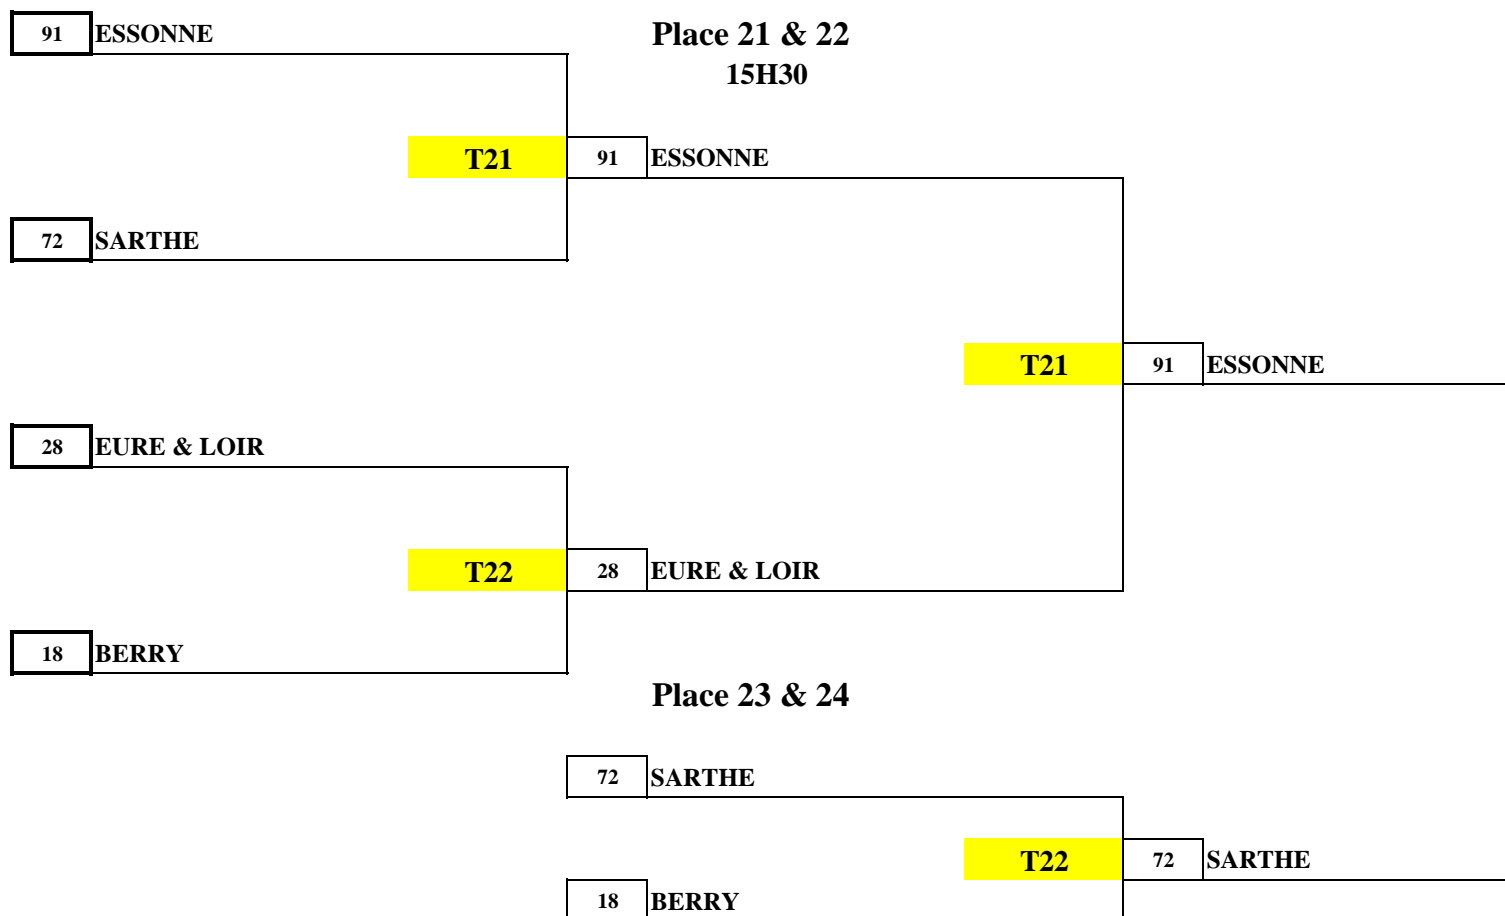 91 ESSONNE
Place 21 & 22
15H30
T21 91 ESSONNE
72 SARTHE
T21 91 ESSONNE
28 EURE & LOIR
T22 28 EURE & LOIR
18 BERRY
Place 23 & 24
72 SARTHE
T22 72 SARTHE
18 BERRY